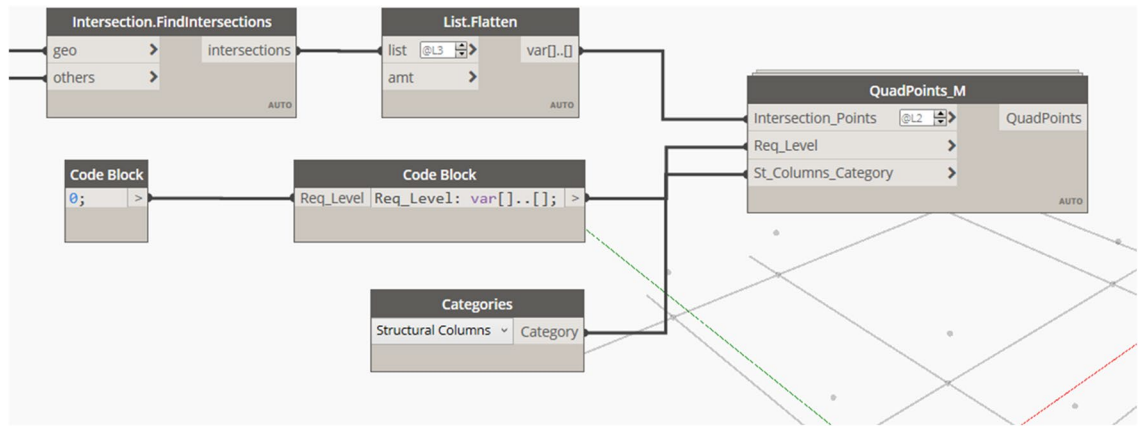 Intersection.FindIntersections
geo > intersections
others >
AUTO
List.Flatten
list @L3 > var[]..[]
amt >
AUTO
QuadPoints_M
Intersection_Points @L2 > QuadPoints
Req_Level >
St_Columns_Category >
AUTO
Code Block
0; >
Code Block
Req_Level Req_Level: var[]..[]; >
Categories
Structural Columns Category